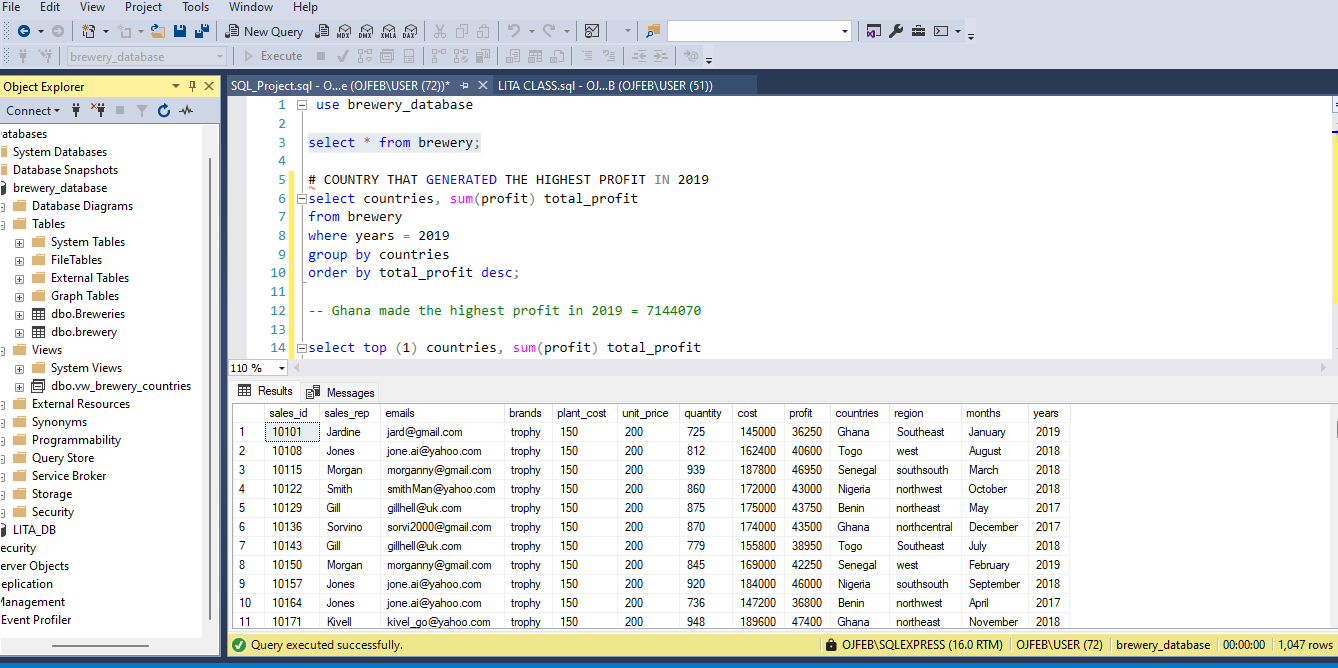 File Edit View Project Tools Window Help
New Query MDX DMX XMLA DAX
brewery_database Execute
Object Explorer
Connect
atabases
System Databases
Database Snapshots
brewery_database
Database Diagrams
Tables
System Tables
FileTables
External Tables
Graph Tables
dbo.Breweries
dbo.brewery
Views
System Views
dbo.vw_brewery_countries
External Resources
Synonyms
Programmability
Query Store
Service Broker
Storage
Security
LITA_DB
ecurity
erver Objects
eplication
Management
Event Profiler
SQL_Project.sql - O...e (OJFEB\USER (72))* LITA CLASS.sql - OJ...B (OJFEB\USER (51))
1 use brewery_database
2
3 select * from brewery;
4
5 # COUNTRY THAT GENERATED THE HIGHEST PROFIT IN 2019
6 select countries, sum(profit) total_profit
7 from brewery
8 where years = 2019
9 group by countries
10 order by total_profit desc;
11
12 -- Ghana made the highest profit in 2019 = 7144070
13
14 select top (1) countries, sum(profit) total_profit
110 %
Results Messages
sales_id sales_rep emails brands plant_cost unit_price quantity cost profit countries region months years
1 10101 Jardine jard@gmail.com trophy 150 200 725 145000 36250 Ghana Southeast January 2019
2 10108 Jones jone.ai@yahoo.com trophy 150 200 812 162400 40600 Togo west August 2018
3 10115 Morgan morganny@gmail.com trophy 150 200 939 187800 46950 Senegal southsouth March 2018
4 10122 Smith smithMan@yahoo.com trophy 150 200 860 172000 43000 Nigeria northwest October 2018
5 10129 Gill gillhell@uk.com trophy 150 200 875 175000 43750 Benin northeast May 2017
6 10136 Sorvino sorvi2000@gmail.com trophy 150 200 870 174000 43500 Ghana northcentral December 2017
7 10143 Gill gillhell@uk.com trophy 150 200 779 155800 38950 Togo Southeast July 2018
8 10150 Morgan morganny@gmail.com trophy 150 200 845 169000 42250 Senegal west February 2019
9 10157 Jones jone.ai@yahoo.com trophy 150 200 920 184000 46000 Nigeria southsouth September 2018
10 10164 Jones jone.ai@yahoo.com trophy 150 200 736 147200 36800 Benin northwest April 2017
11 10171 Kivell kivel_go@yahoo.com trophy 150 200 948 189600 47400 Ghana northeast November 2018
Query executed successfully. OJFEB\SQLEXPRESS (16.0 RTM) OJFEB\USER (72) brewery_database 00:00:00 1,047 rows